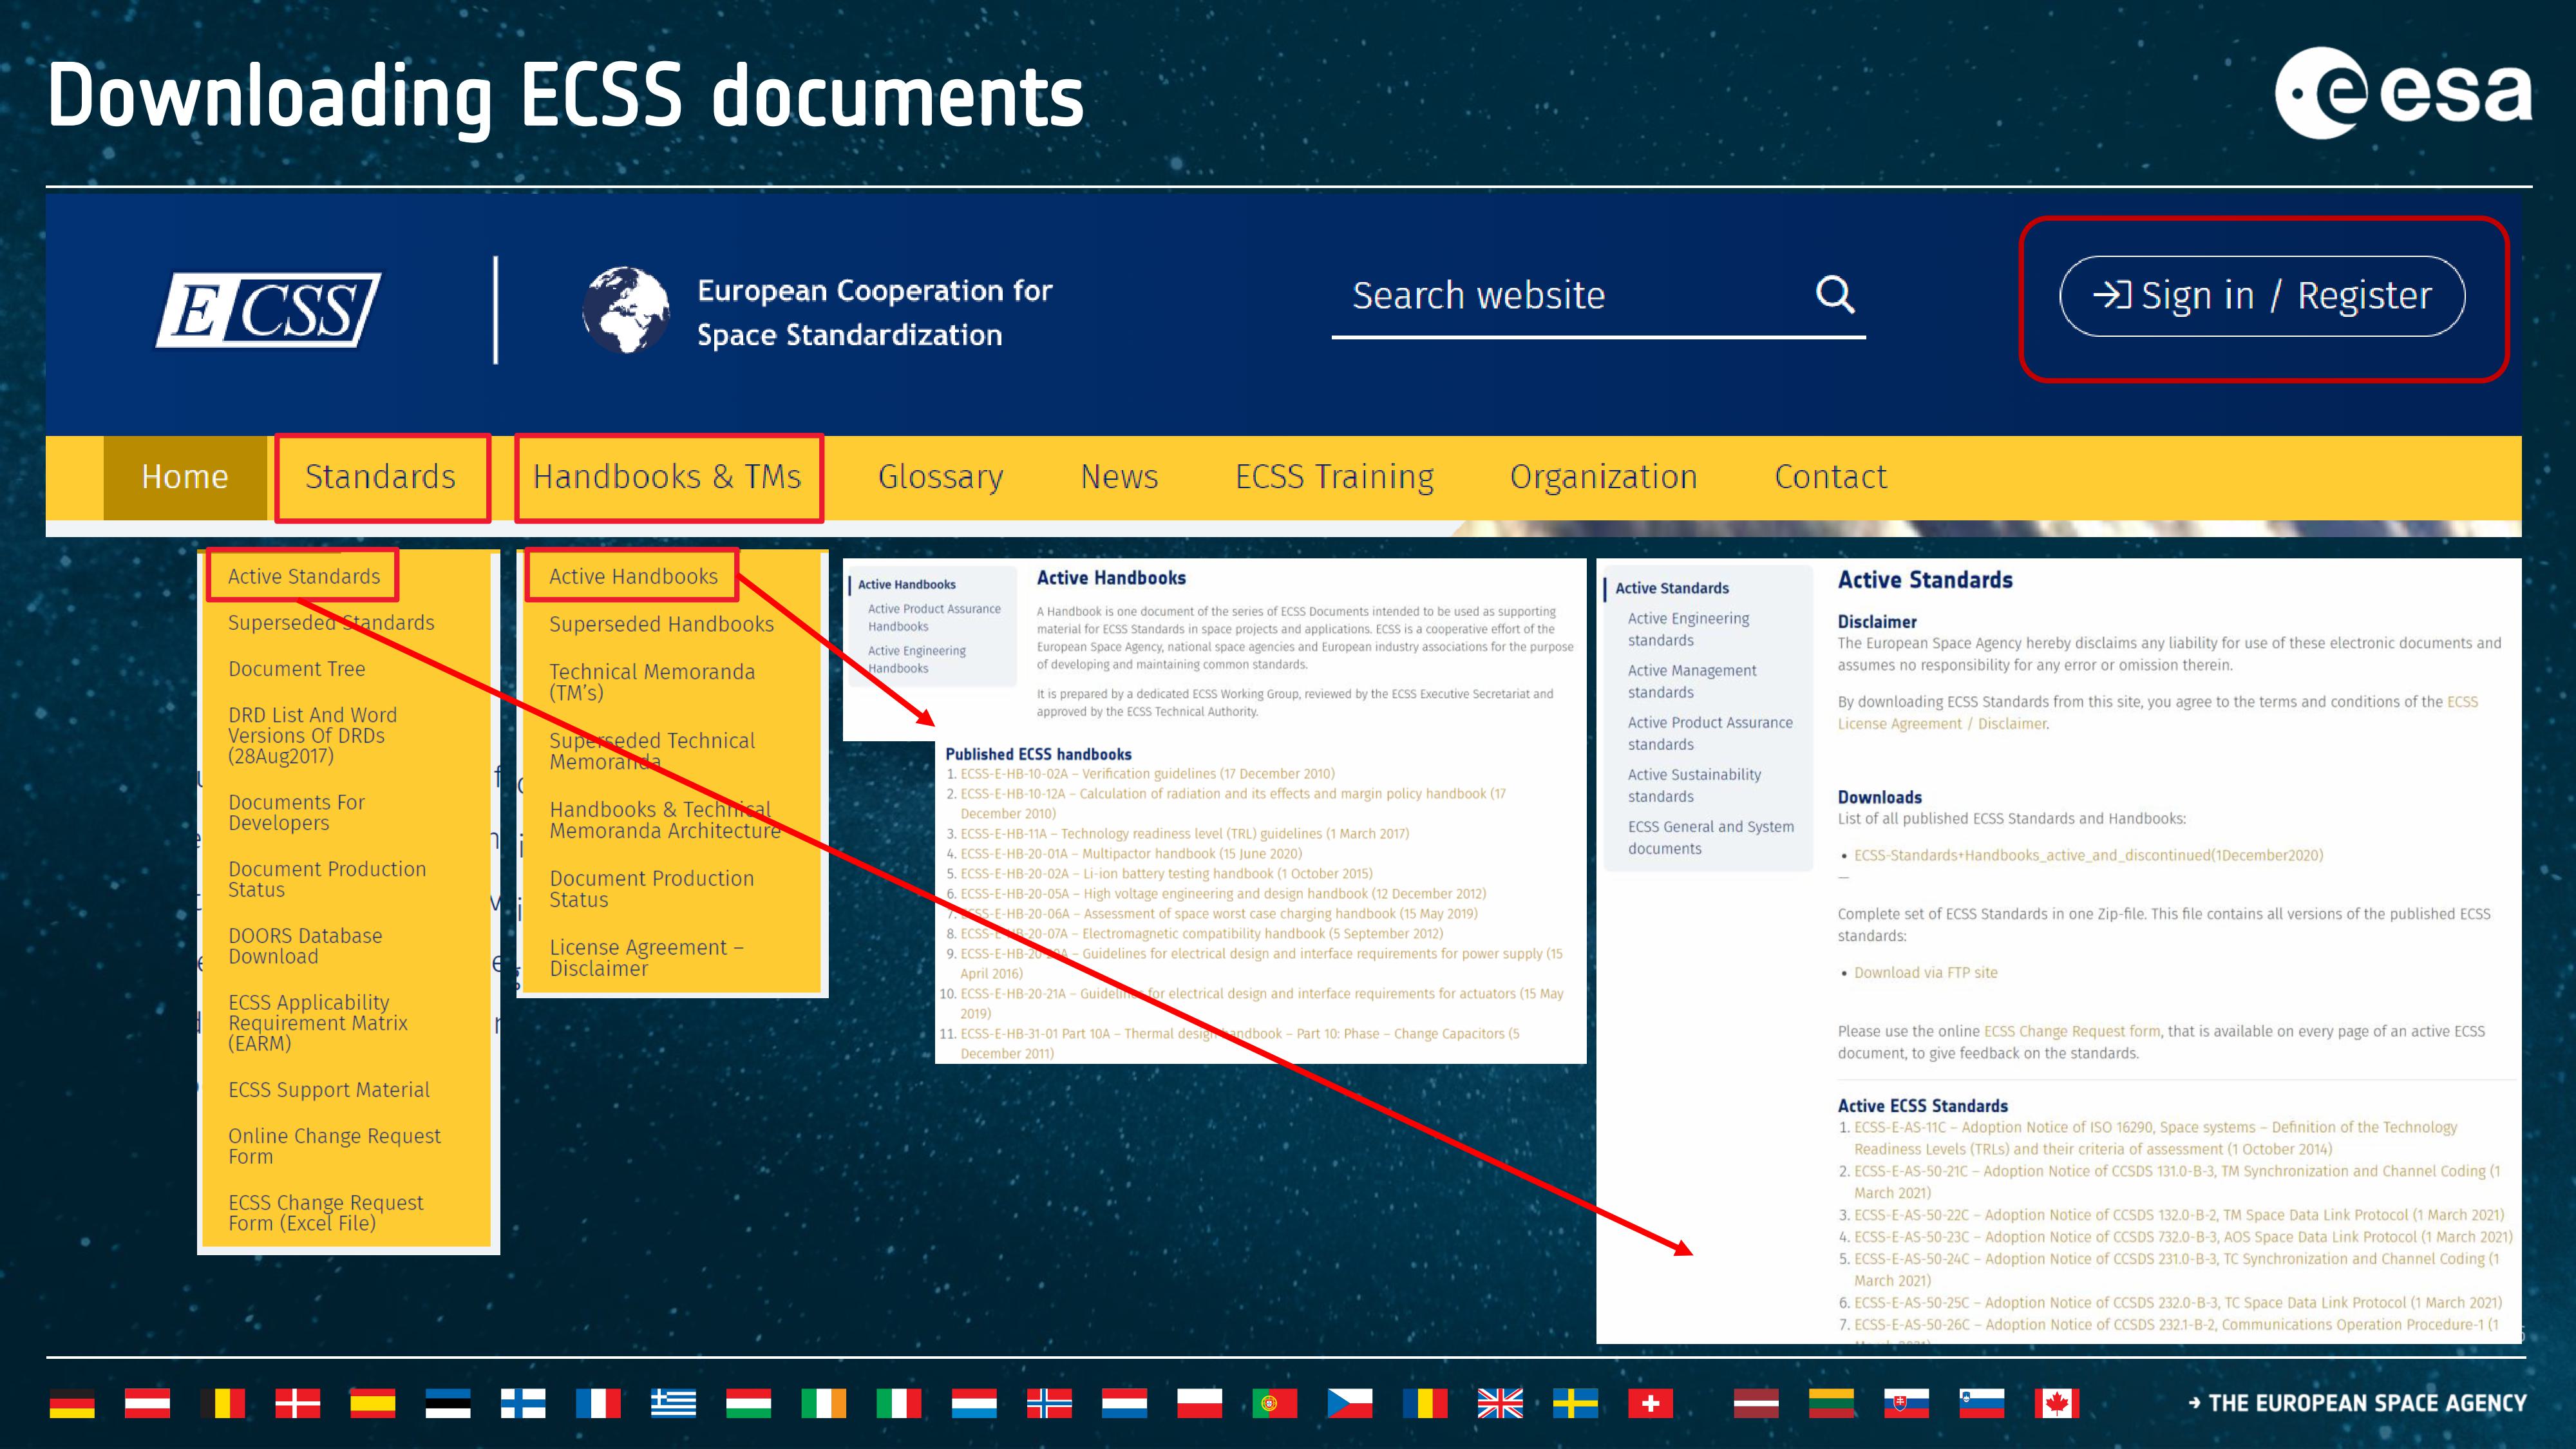 Downloading ECSS documents
esa
ECSS
European Cooperation for
Space Standardization
Search website
Sign in / Register
Home
Standards
Handbooks & TMs
Glossary
News
ECSS Training
Organization
Contact
Active Standards
Superseded Standards
Document Tree
DRD List And Word
Versions Of DRDs
(28Aug2017)
Documents For
Developers
Document Production
Status
DOORS Database
Download
ECSS Applicability
Requirement Matrix
(EARM)
ECSS Support Material
Online Change Request
Form
ECSS Change Request
Form (Excel File)
Active Handbooks
Superseded Handbooks
Technical Memoranda
(TM's)
Superseded Technical
Memoranda
Handbooks & Technical
Memoranda Architecture
Document Production
Status
License Agreement –
Disclaimer
Active Handbooks
Active Product Assurance
Handbooks
Active Engineering
Handbooks
Active Handbooks
A Handbook is one document of the series of ECSS Documents intended to be used as supporting
material for ECSS Standards in space projects and applications. ECSS is a cooperative effort of the
European Space Agency, national space agencies and European industry associations for the purpose
of developing and maintaining common standards.
It is prepared by a dedicated ECSS Working Group, reviewed by the ECSS Executive Secretariat and
approved by the ECSS Technical Authority.
Published ECSS handbooks
1. ECSS-E-HB-10-02A – Verification guidelines (17 December 2010)
2. ECSS-E-HB-10-12A – Calculation of radiation and its effects and margin policy handbook (17
December 2010)
3. ECSS-E-HB-11A – Technology readiness level (TRL) guidelines (1 March 2017)
4. ECSS-E-HB-20-01A – Multipactor handbook (15 June 2020)
5. ECSS-E-HB-20-02A – Li-ion battery testing handbook (1 October 2015)
6. ECSS-E-HB-20-05A – High voltage engineering and design handbook (12 December 2012)
7. ECSS-E-HB-20-06A – Assessment of space worst case charging handbook (15 May 2019)
8. ECSS-E-HB-20-07A – Electromagnetic compatibility handbook (5 September 2012)
9. – Guidelines for electrical design and interface requirements for power supply (15
April 2016)
10. ECSS-E-HB-20-21A – Guidelines for electrical design and interface requirements for actuators (15 May
2019)
11. ECSS-E-HB-31-01 Part 10A – Thermal design handbook – Part 10: Phase – Change Capacitors (5
December 2011)
Active Standards
Active Engineering
standards
Active Management
standards
Active Product Assurance
standards
Active Sustainability
standards
ECSS General and System
documents
Active Standards
Disclaimer
The European Space Agency hereby disclaims any liability for use of these electronic documents and
assumes no responsibility for any error or omission therein.
By downloading ECSS Standards from this site, you agree to the terms and conditions of the ECSS
License Agreement / Disclaimer.
Downloads
List of all published ECSS Standards and Handbooks:
• ECSS-Standards+Handbooks_active_and_discontinued(1December2020)
—
Complete set of ECSS Standards in one Zip-file. This file contains all versions of the published ECSS
standards:
• Download via FTP site
Please use the online ECSS Change Request form, that is available on every page of an active ECSS
document, to give feedback on the standards.
Active ECSS Standards
1. ECSS-E-AS-11C – Adoption Notice of ISO 16290, Space systems – Definition of the Technology
Readiness Levels (TRLs) and their criteria of assessment (1 October 2014)
2. ECSS-E-AS-50-21C – Adoption Notice of CCSDS 131.0-B-3, TM Synchronization and Channel Coding (1
March 2021)
3. ECSS-E-AS-50-22C – Adoption Notice of CCSDS 132.0-B-2, TM Space Data Link Protocol (1 March 2021)
4. ECSS-E-AS-50-23C – Adoption Notice of CCSDS 732.0-B-3, AOS Space Data Link Protocol (1 March 2021)
5. ECSS-E-AS-50-24C – Adoption Notice of CCSDS 231.0-B-3, TC Synchronization and Channel Coding (1
March 2021)
6. ECSS-E-AS-50-25C – Adoption Notice of CCSDS 232.0-B-3, TC Space Data Link Protocol (1 March 2021)
7. ECSS-E-AS-50-26C – Adoption Notice of CCSDS 232.1-B-2, Communications Operation Procedure-1 (1
→ THE EUROPEAN SPACE AGENCY